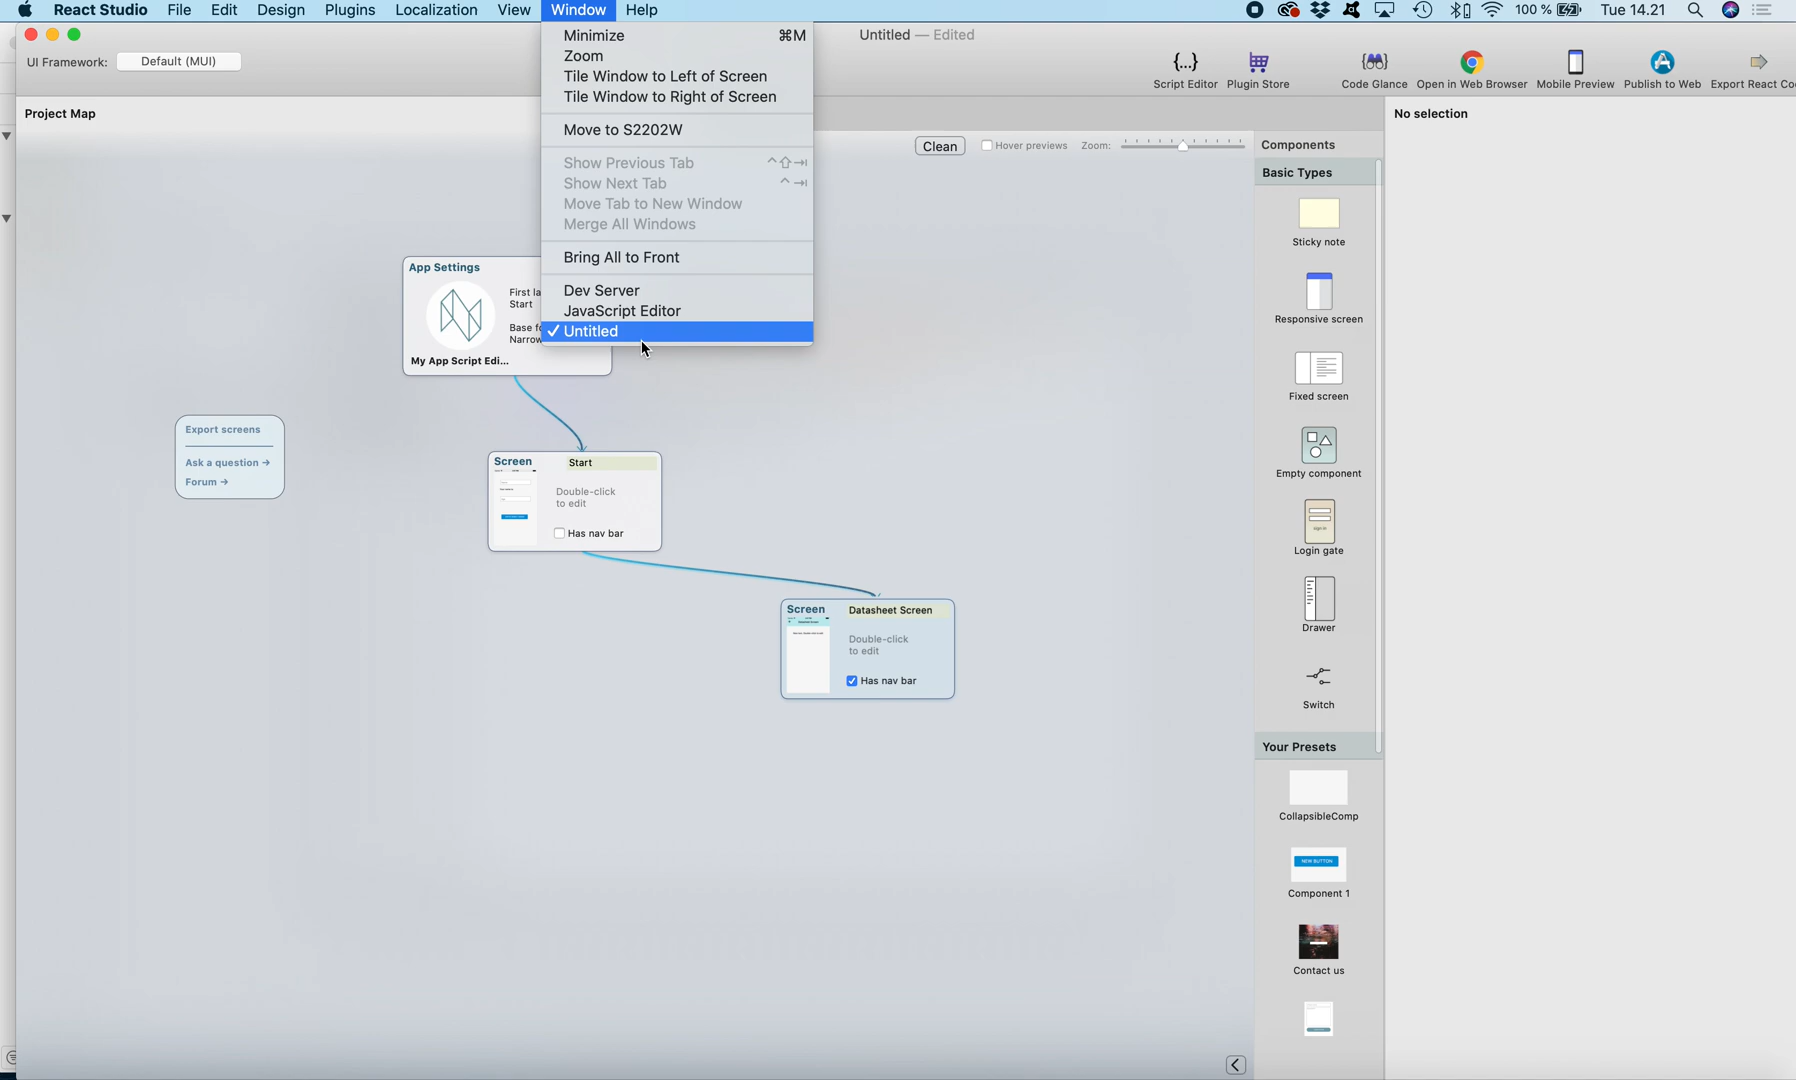 React Studio File Edit Design Plugins Localization View Window Help 100 % Tue 14.21
Untitled — Edited
UI Framework: Default (MUI)
Script Editor Plugin Store Code Glance Open in Web Browser Mobile Preview Publish to Web Export React Co
Minimize ⌘M
Zoom
Tile Window to Left of Screen
Tile Window to Right of Screen
Move to S2202W
Show Previous Tab
Show Next Tab
Move Tab to New Window
Merge All Windows
Bring All to Front
Dev Server
JavaScript Editor
✓ Untitled
Project Map
Clean Hover previews Zoom:
App Settings
First la
Start
Base fo
Narrow
My App Script Edi...
Export screens
Ask a question →
Forum →
Screen Start
Double-click
to edit
Has nav bar
Screen Datasheet Screen
Double-click
to edit
Has nav bar
Components
Basic Types
Sticky note
Responsive screen
Fixed screen
Empty component
Sign in
Login gate
Drawer
Switch
Your Presets
CollapsibleComp
NEW BUTTON
Component 1
Contact us
No selection